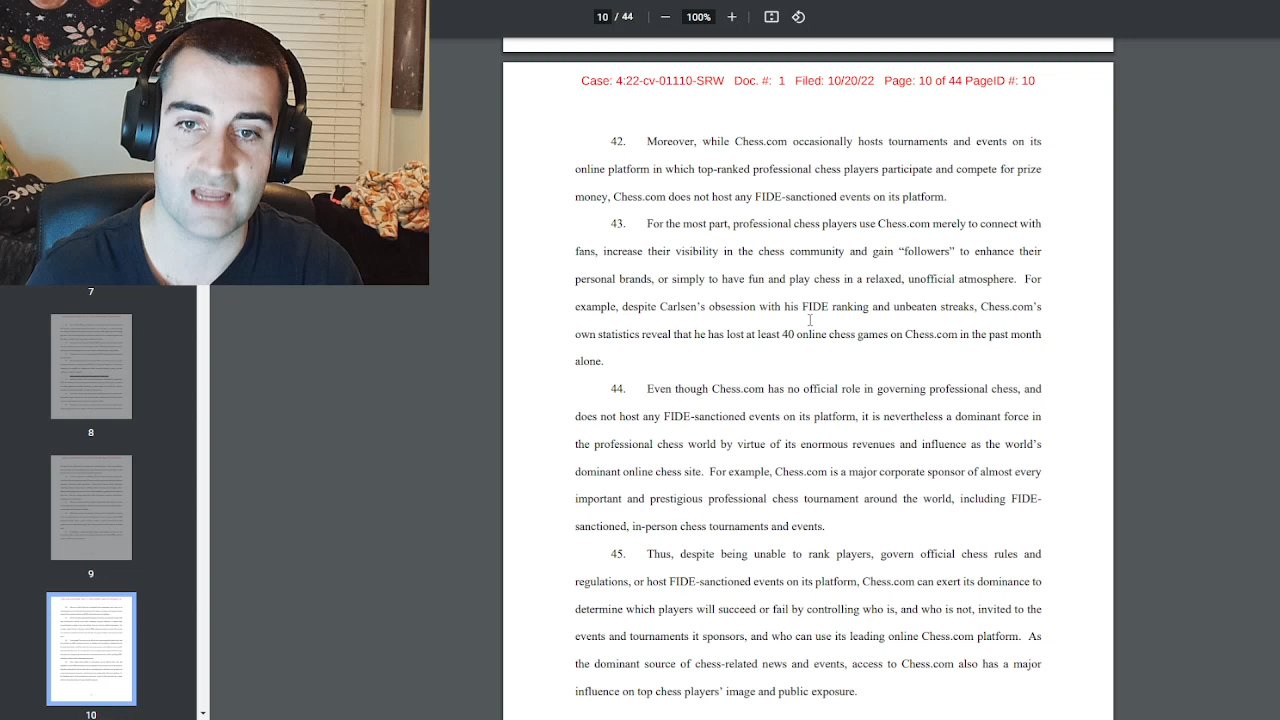 10 / 44
100%
Case: 4:22-cv-01110-SRW Doc. #: 1 Filed: 10/20/22 Page: 10 of 44 PageID #: 10
42. Moreover, while Chess.com occasionally hosts tournaments and events on its
online platform in which top-ranked professional chess players participate and compete for prize
money, Chess.com does not host any FIDE-sanctioned events on its platform.
43. For the most part, professional chess players use Chess.com merely to connect with
fans, increase their visibility in the chess community and gain “followers” to enhance their
personal brands, or simply to have fun and play chess in a relaxed, unofficial atmosphere. For
example, despite Carlsen’s obsession with his FIDE ranking and unbeaten streaks, Chess.com’s
own statistics reveal that he has lost at least 40 online chess games on Chess.com in the past month
alone.
44. Even though Chess.com has no official role in governing professional chess, and
does not host any FIDE-sanctioned events on its platform, it is nevertheless a dominant force in
the professional chess world by virtue of its enormous revenues and influence as the world’s
dominant online chess site. For example, Chess.com is a major corporate sponsor of almost every
important and prestigious professional chess tournament around the world, including FIDE-
sanctioned, in-person chess tournaments and events.
45. Thus, despite being unable to rank players, govern official chess rules and
regulations, or host FIDE-sanctioned events on its platform, Chess.com can exert its dominance to
determine which players will succeed by controlling who is, and who is not invited to the
events and tournaments it sponsors, and who can use its leading online Chess platform. As
the dominant source of chess-related news and events, access to Chess.com also has a major
influence on top chess players’ image and public exposure.
7
8
9
10